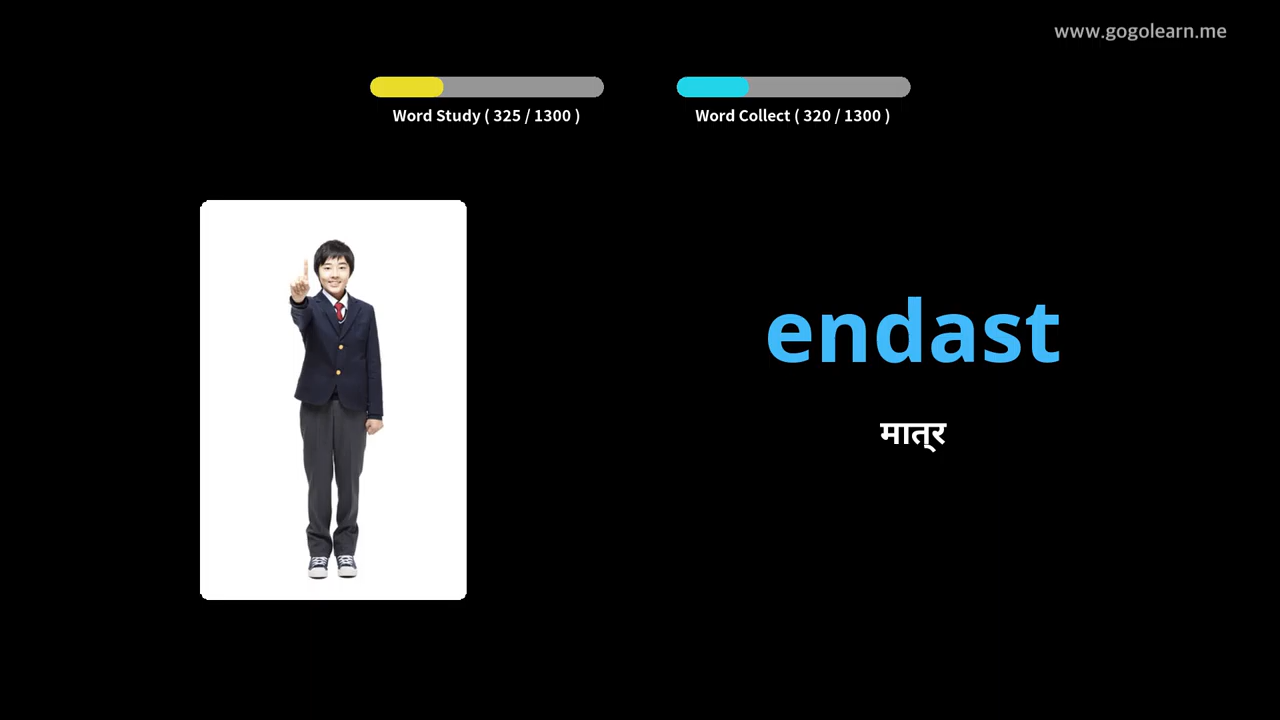 www.gogolearn.me
Word Study ( 325 / 1300 )
Word Collect ( 320 / 1300 )
endast
मात्र